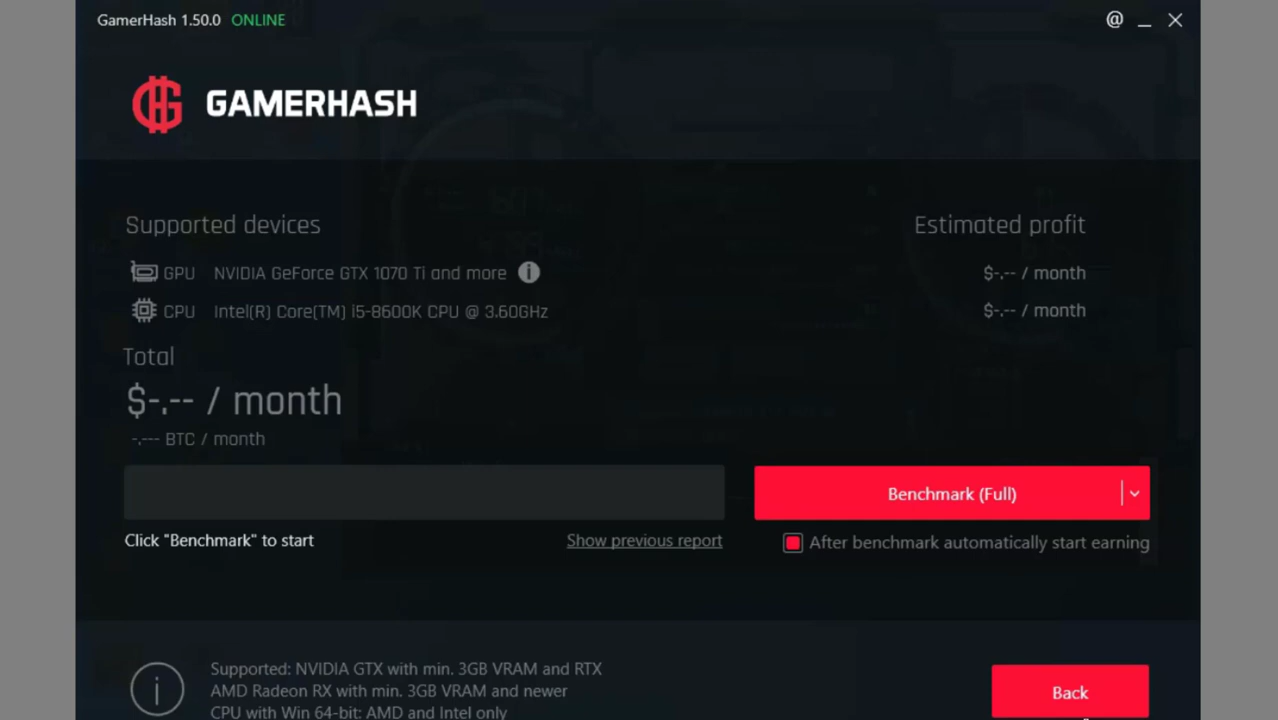 GamerHash 1.50.0 ONLINE
@
GAMERHASH
Supported devices
Estimated profit
GPU NVIDIA GeForce GTX 1070 Ti and more
$-.-- / month
CPU Intel(R) Core(TM) i5-8600K CPU @ 3.60GHz
$-.-- / month
Total
$-.-- / month
-.--- BTC / month
Benchmark (Full)
Click "Benchmark" to start
Show previous report
After benchmark automatically start earning
Supported: NVIDIA GTX with min. 3GB VRAM and RTX
AMD Radeon RX with min. 3GB VRAM and newer
CPU with Win 64-bit: AMD and Intel only
Back